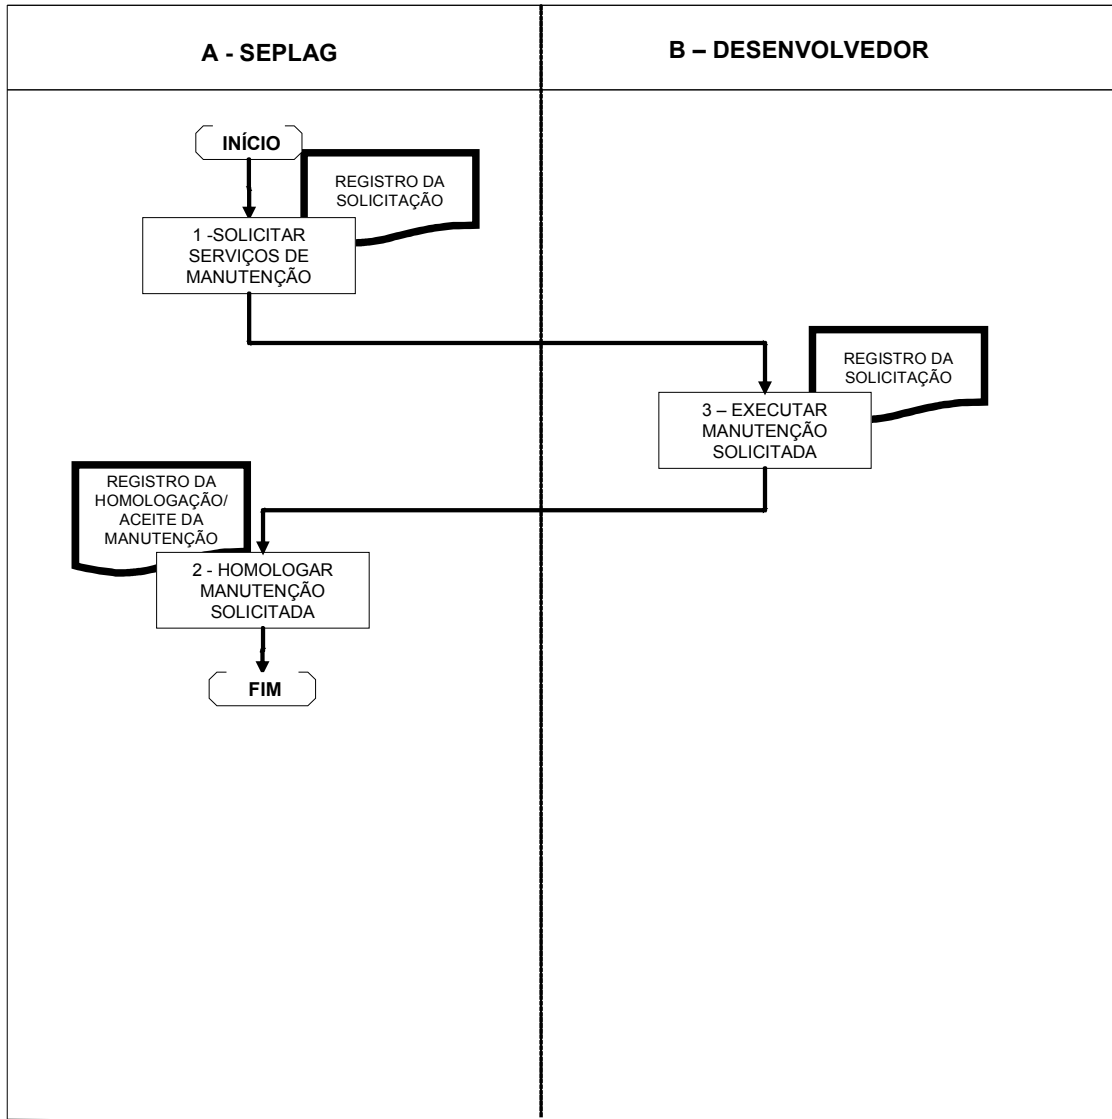 A - SEPLAG
B – DESENVOLVEDOR
INÍCIO
REGISTRO DA
SOLICITAÇÃO
1 -SOLICITAR
SERVIÇOS DE
MANUTENÇÃO
REGISTRO DA
SOLICITAÇÃO
3 – EXECUTAR
MANUTENÇÃO
SOLICITADA
REGISTRO DA
HOMOLOGAÇÃO/
ACEITE DA
MANUTENÇÃO
2 - HOMOLOGAR
MANUTENÇÃO
SOLICITADA
FIM